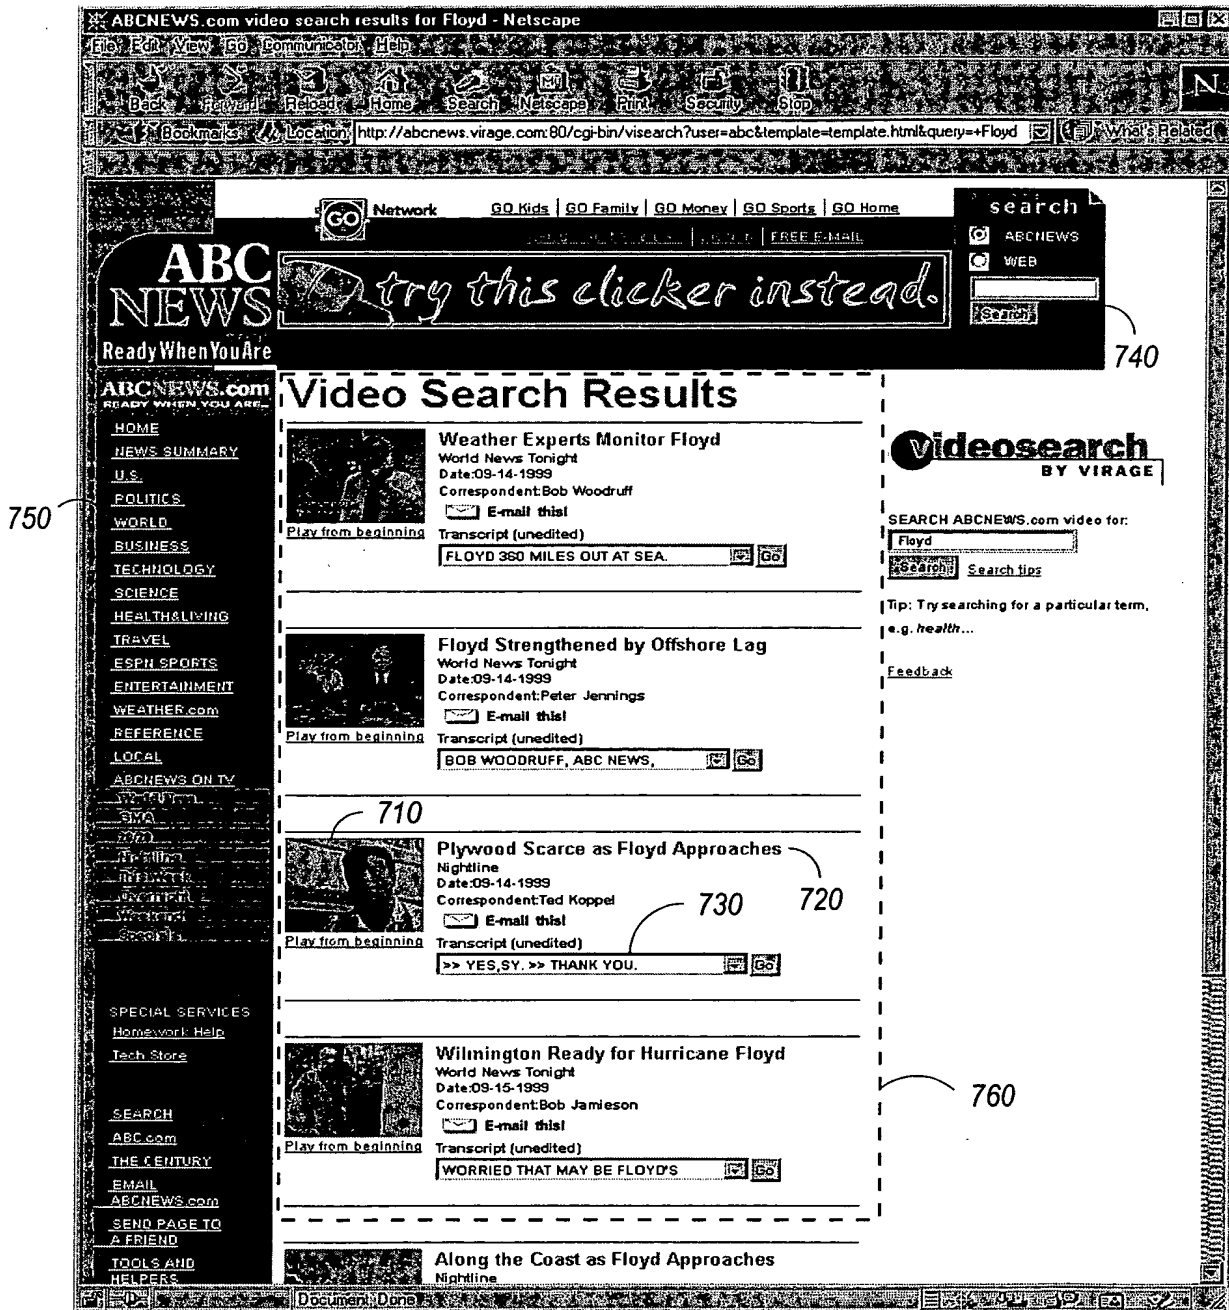 ABCNEWS.com video search results for Floyd - Netscape
File Edit View Go Communicator Help
Back Forward Reload Home Search Netscape Print Security Stop
N
Bookmarks Location: http://abcnews.virage.com:80/cgi-bin/visearch?user=abc&template=template.html&query=+Floyd What's Related
GO Network GO Kids | GO Family | GO Money | GO Sports | GO Home
FREE E-MAIL
search
ABCNEWS
WEB
Search
740
ABC
NEWS
ReadyWhenYouAre
try this clicker instead.
ABCNEWS.com
READY WHEN YOU ARE...
HOME
NEWS SUMMARY
U.S.
POLITICS
WORLD
BUSINESS
TECHNOLOGY
SCIENCE
HEALTH&LIVING
TRAVEL
ESPN SPORTS
ENTERTAINMENT
WEATHER.com
REFERENCE
LOCAL
ABCNEWS ON TV
World News
GMA
20/20
Nightline
This Week
Overnight
Weekend
Specials
SPECIAL SERVICES
Homework Help
Tech Store
SEARCH
ABC.com
THE CENTURY
EMAIL
ABCNEWS.com
SEND PAGE TO
A FRIEND
TOOLS AND
HELPERS
750
Video Search Results
Weather Experts Monitor Floyd
World News Tonight
Date:09-14-1999
Correspondent:Bob Woodruff
E-mail this!
Play from beginning
Transcript (unedited)
FLOYD 360 MILES OUT AT SEA. Go
Floyd Strengthened by Offshore Lag
World News Tonight
Date:09-14-1999
Correspondent:Peter Jennings
E-mail this!
Play from beginning
Transcript (unedited)
BOB WOODRUFF, ABC NEWS, Go
710
Plywood Scarce as Floyd Approaches
720
Nightline
Date:09-14-1999
Correspondent:Ted Koppel
730
E-mail this!
Play from beginning
Transcript (unedited)
>> YES,SY. >> THANK YOU. Go
Wilmington Ready for Hurricane Floyd
World News Tonight
Date:09-15-1999
Correspondent:Bob Jamieson
E-mail this!
Play from beginning
Transcript (unedited)
WORRIED THAT MAY BE FLOYD'S Go
760
Along the Coast as Floyd Approaches
Nightline
videosearch
BY VIRAGE
SEARCH ABCNEWS.com video for:
Floyd
Search Search tips
Tip: Try searching for a particular term,
e.g. health...
Feedback
Document: Done